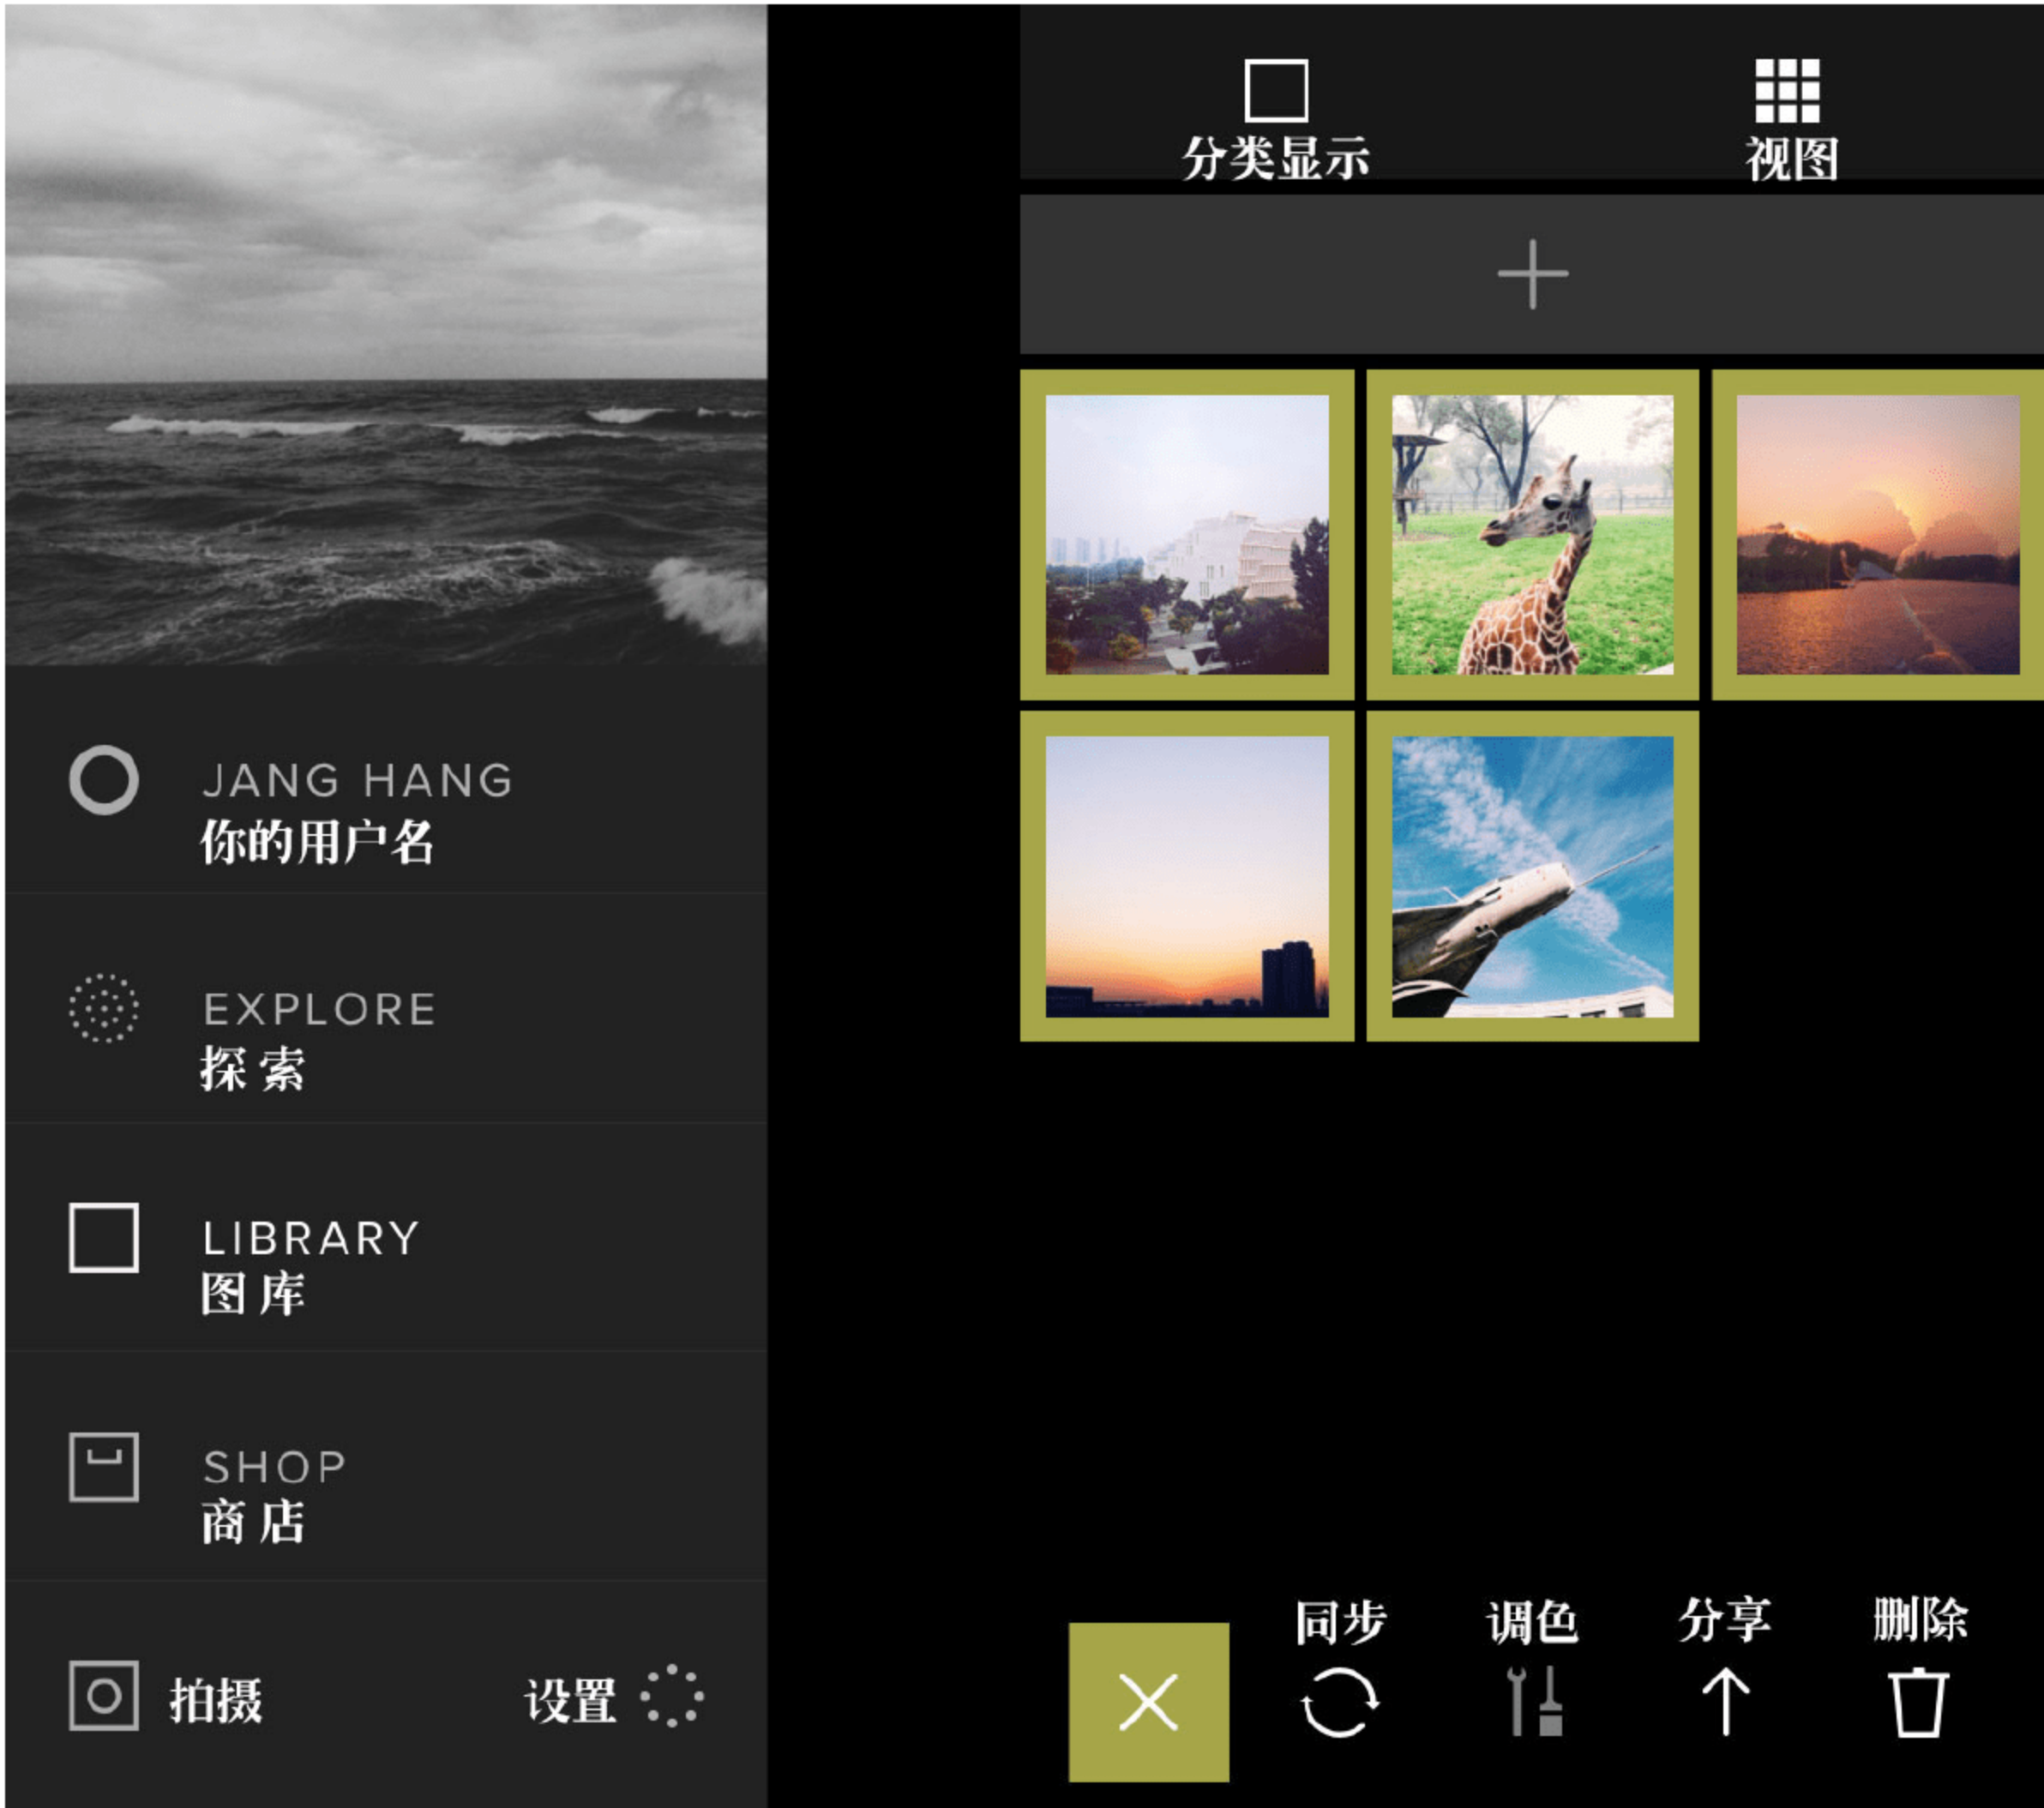 JANG HANG
你的用户名
EXPLORE
探索
LIBRARY
图库
SHOP
商店
拍摄
设置
分类显示
视图
同步
调色
分享
删除